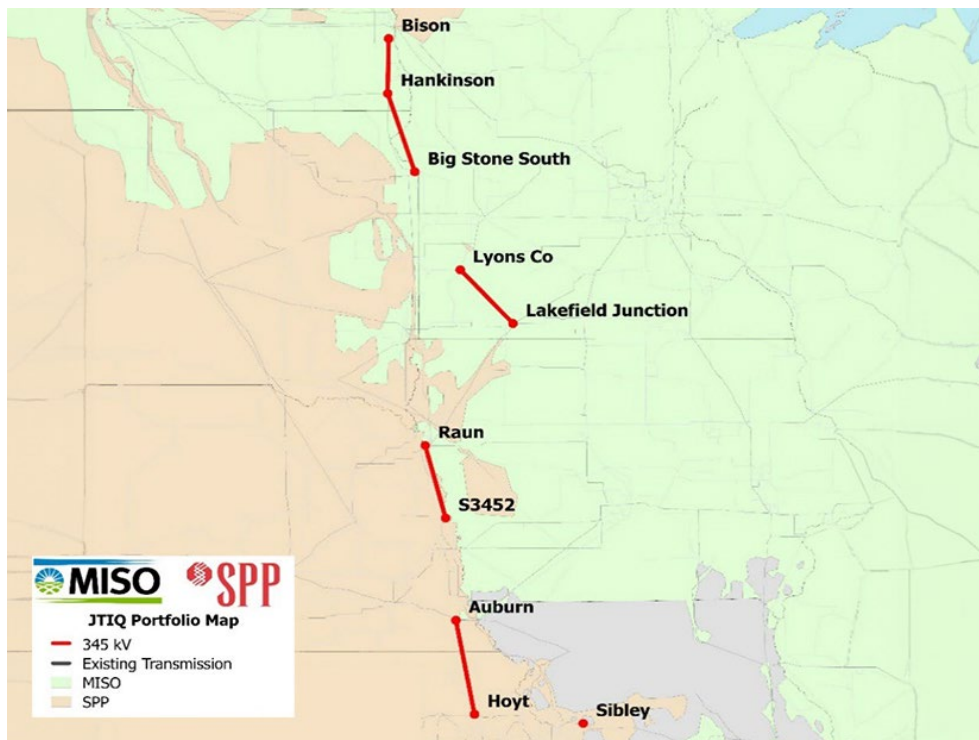 Bison
Hankinson
Big Stone South
Lyons Co
Lakefield Junction
Raun
S3452
Auburn
Hoyt
Sibley
MISO SPP
JTIQ Portfolio Map
345 kV
Existing Transmission
MISO
SPP